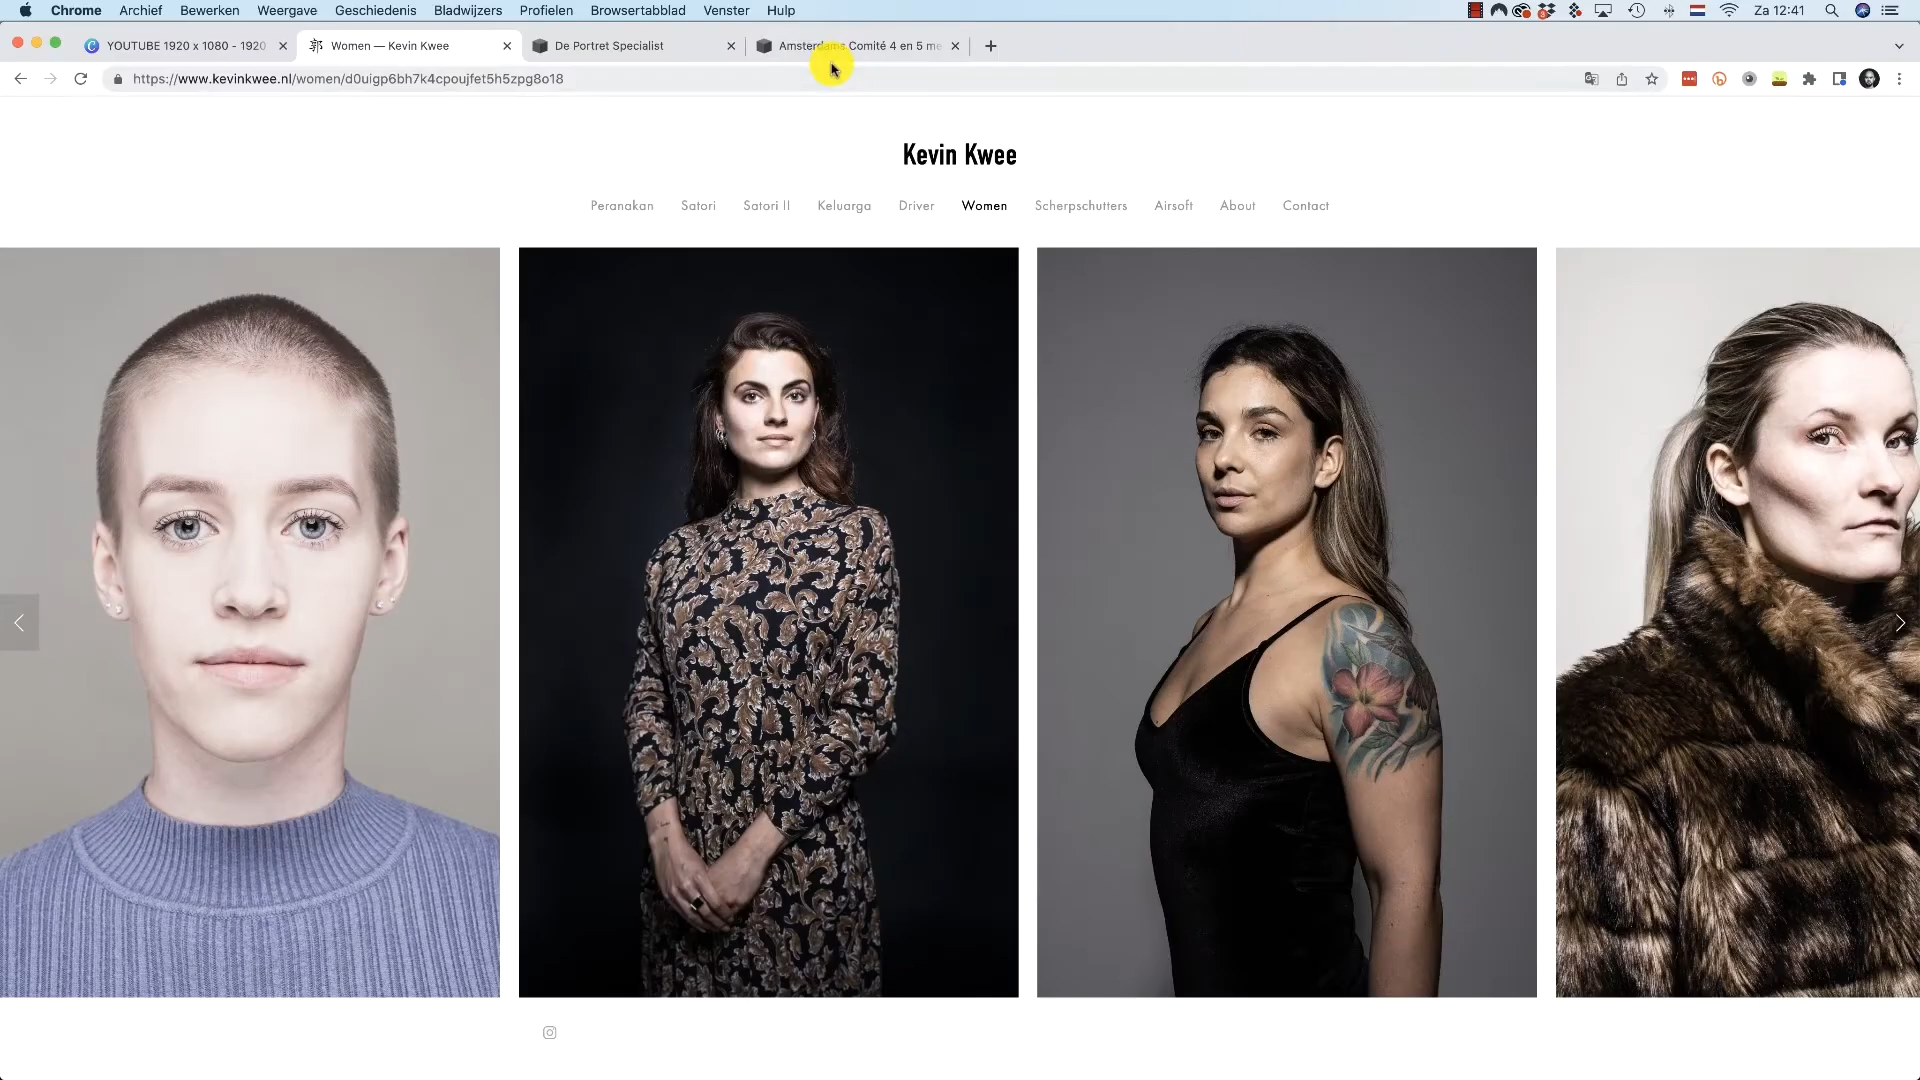 Chrome Archief Bewerken Weergave Geschiedenis Bladwijzers Profielen Browsertabblad Venster Hulp Za 12:41
YOUTUBE 1920 x 1080 - 1920 Women — Kevin Kwee De Portret Specialist Amsterdams Comité 4 en 5 me
https://www.kevinkwee.nl/women/d0uigp6bh7k4cpoujfet5h5zpg8o18
Kevin Kwee
Peranakan Satori Satori II Keluarga Driver Women Scherpschutters Airsoft About Contact